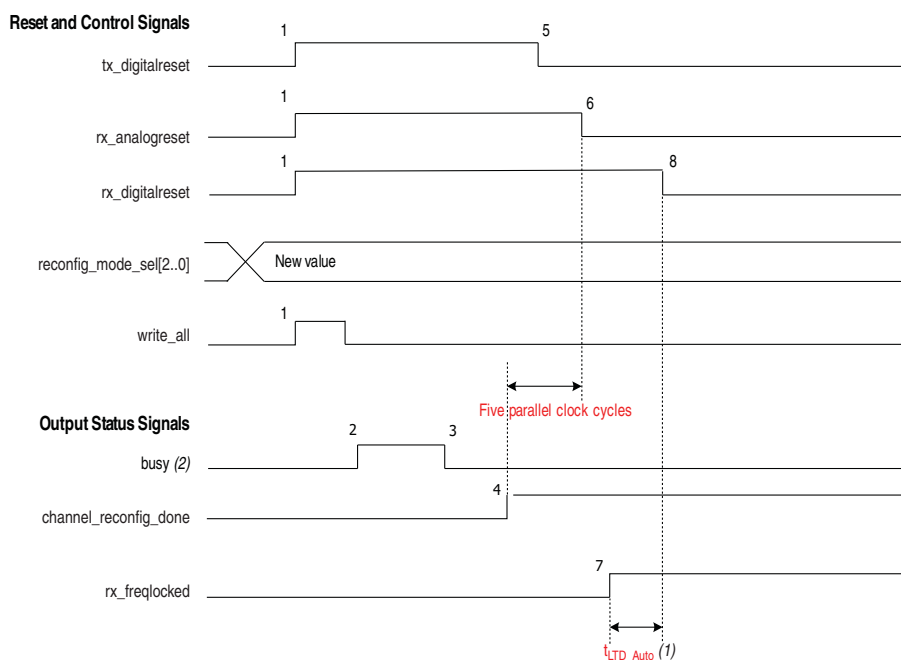 Reset and Control Signals
1 5
tx_digitalreset
1 6
rx_analogreset
1 8
rx_digitalreset
reconfig_mode_sel[2..0] New value
1
write_all
Five parallel clock cycles
Output Status Signals
2 3
busy (2)
4
channel_reconfig_done
7
rx_freqlocked
tLTD_Auto (1)